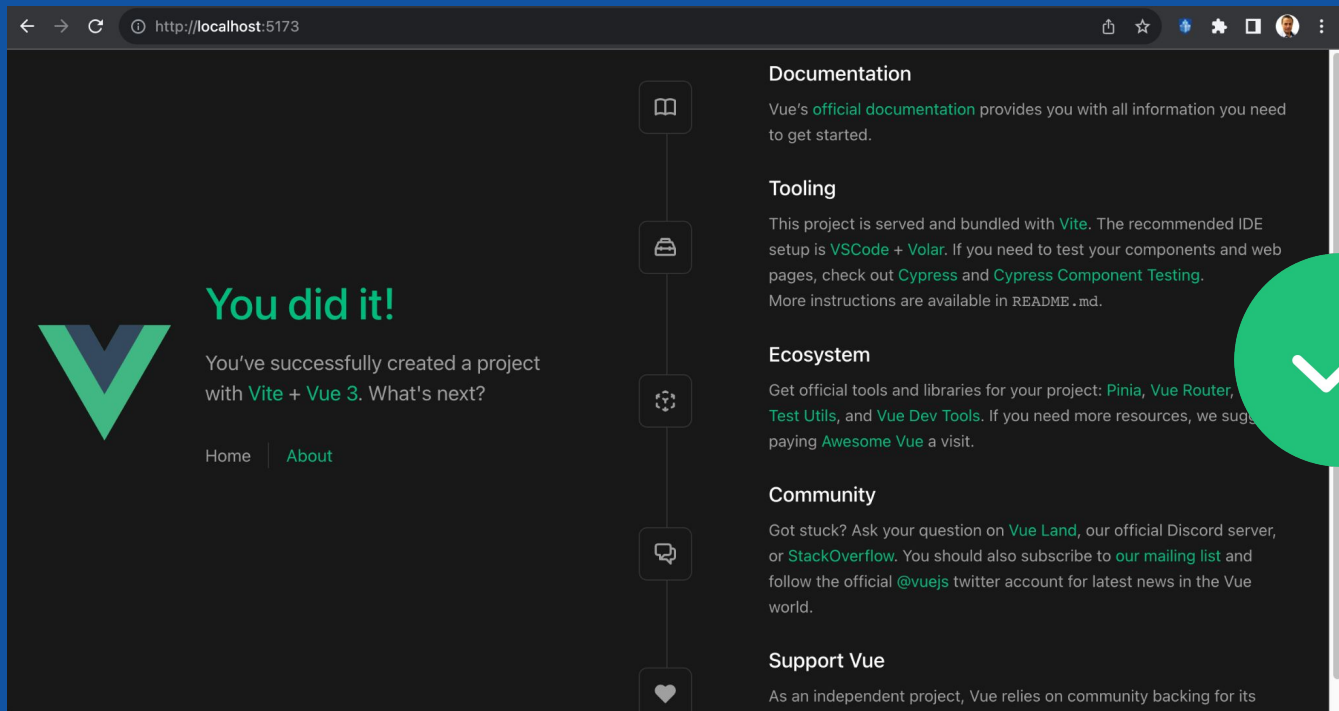 http://localhost:5173
You did it!
You've successfully created a project
with Vite + Vue 3. What's next?
Home
About
Documentation
Vue's official documentation provides you with all information you need
to get started.
Tooling
This project is served and bundled with Vite. The recommended IDE
setup is VSCode + Volar. If you need to test your components and web
pages, check out Cypress and Cypress Component Testing.
More instructions are available in README.md.
Ecosystem
Get official tools and libraries for your project: Pinia, Vue Router,
Test Utils, and Vue Dev Tools. If you need more resources, we
paying Awesome Vue a visit.
Community
Got stuck? Ask your question on Vue Land, our official Discord server,
or StackOverflow. You should also subscribe to our mailing list and
follow the official @vuejs twitter account for latest news in the Vue
world.
Support Vue
As an independent project, Vue relies on community backing for its